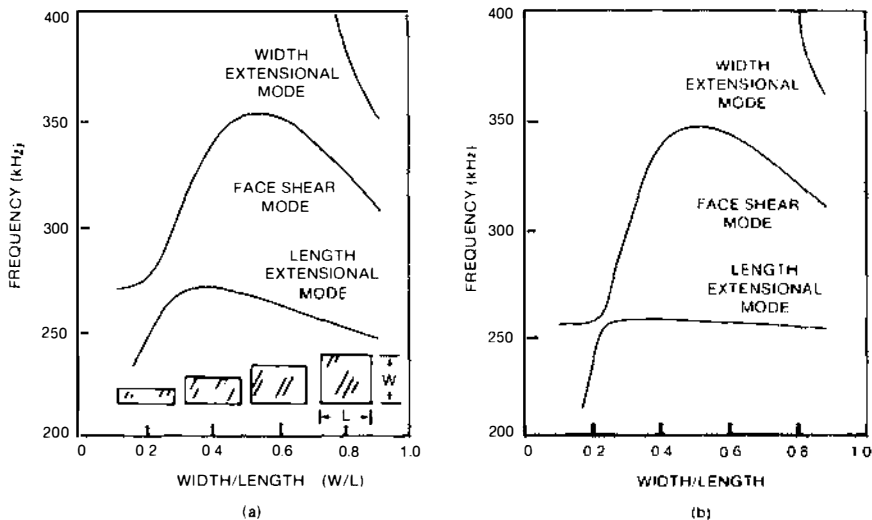 400
350
300
250
200
FREQUENCY (kHz)
WIDTH
EXTENSIONAL
MODE
FACE SHEAR
MODE
LENGTH
EXTENSIONAL
MODE
W
L
0
0.2
0.4
0.6
0.8
1.0
WIDTH/LENGTH (W/L)
(a)
400
350
300
250
200
FREQUENCY (kHz)
WIDTH
EXTENSIONAL
MODE
FACE SHEAR
MODE
LENGTH
EXTENSIONAL
MODE
0
0.2
0.4
0.6
0.8
1.0
WIDTH/LENGTH
(b)